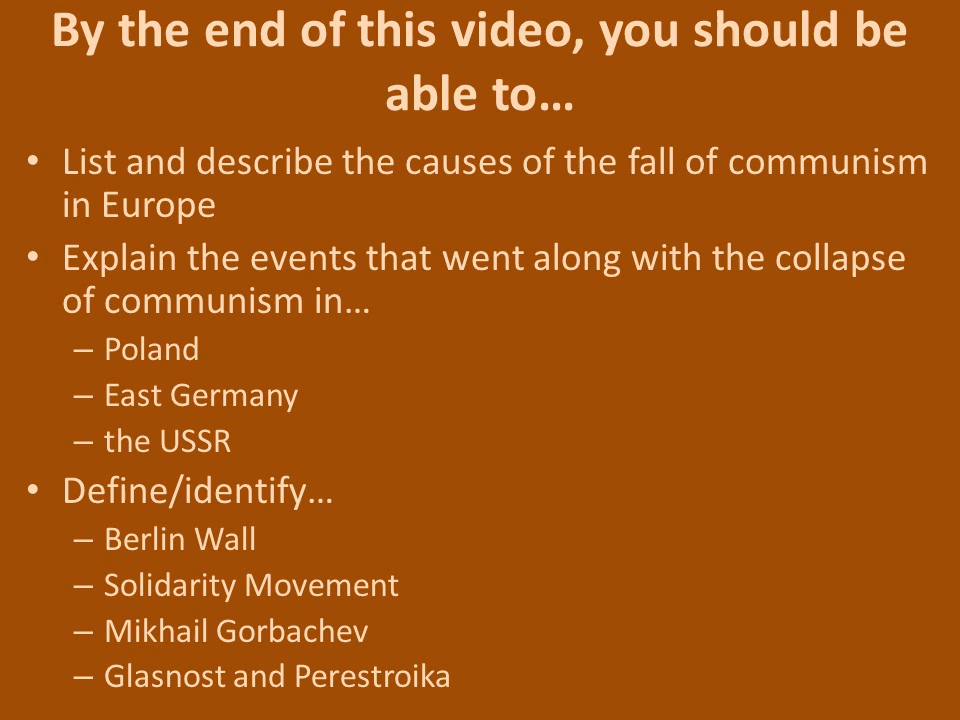 By the end of this video, you should be
able to…
• List and describe the causes of the fall of communism
in Europe
• Explain the events that went along with the collapse
of communism in…
– Poland
– East Germany
– the USSR
• Define/identify…
– Berlin Wall
– Solidarity Movement
– Mikhail Gorbachev
– Glasnost and Perestroika